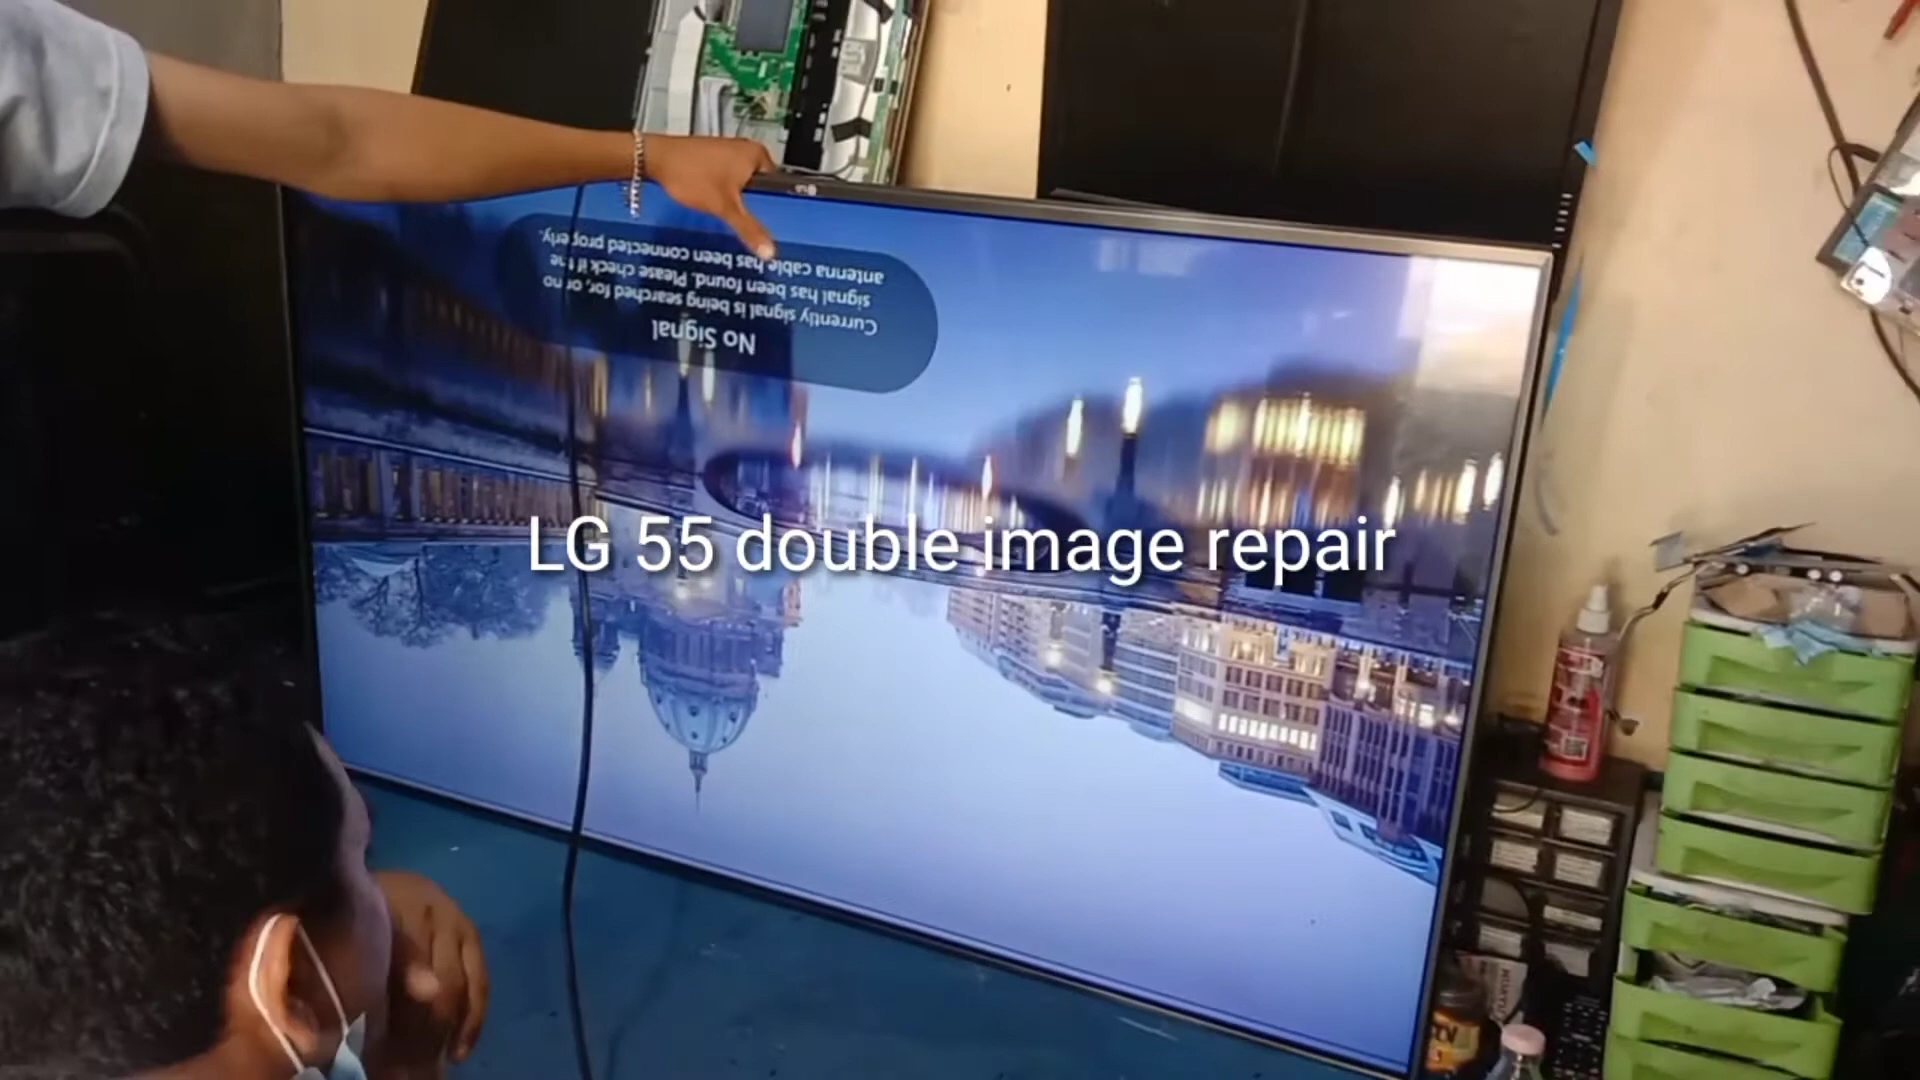 No Signal
Currently signal is being searched for, or no
signal has been found. Please check if the
antenna cable has been connected properly.
LG 55 double image repair